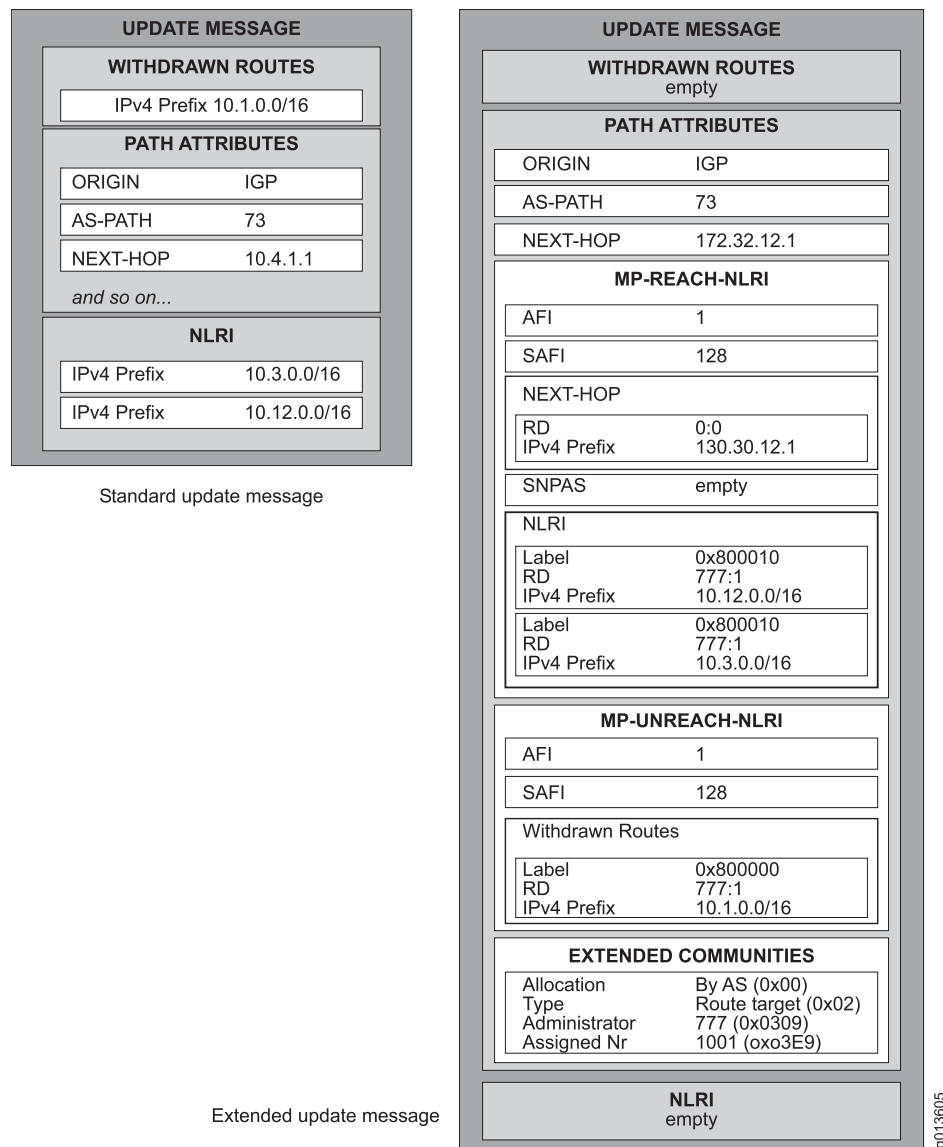 UPDATE MESSAGE
WITHDRAWN ROUTES
IPv4 Prefix 10.1.0.0/16
PATH ATTRIBUTES
ORIGIN IGP
AS-PATH 73
NEXT-HOP 10.4.1.1
and so on...
NLRI
IPv4 Prefix 10.3.0.0/16
IPv4 Prefix 10.12.0.0/16
Standard update message
UPDATE MESSAGE
WITHDRAWN ROUTES
empty
PATH ATTRIBUTES
ORIGIN IGP
AS-PATH 73
NEXT-HOP 172.32.12.1
MP-REACH-NLRI
AFI 1
SAFI 128
NEXT-HOP
RD 0:0
IPv4 Prefix 130.30.12.1
SNPAS empty
NLRI
Label 0x800010
RD 777:1
IPv4 Prefix 10.12.0.0/16
Label 0x800010
RD 777:1
IPv4 Prefix 10.3.0.0/16
MP-UNREACH-NLRI
AFI 1
SAFI 128
Withdrawn Routes
Label 0x800000
RD 777:1
IPv4 Prefix 10.1.0.0/16
EXTENDED COMMUNITIES
Allocation By AS (0x00)
Type Route target (0x02)
Administrator 777 (0x0309)
Assigned Nr 1001 (oxo3E9)
NLRI
empty
Extended update message
g013605